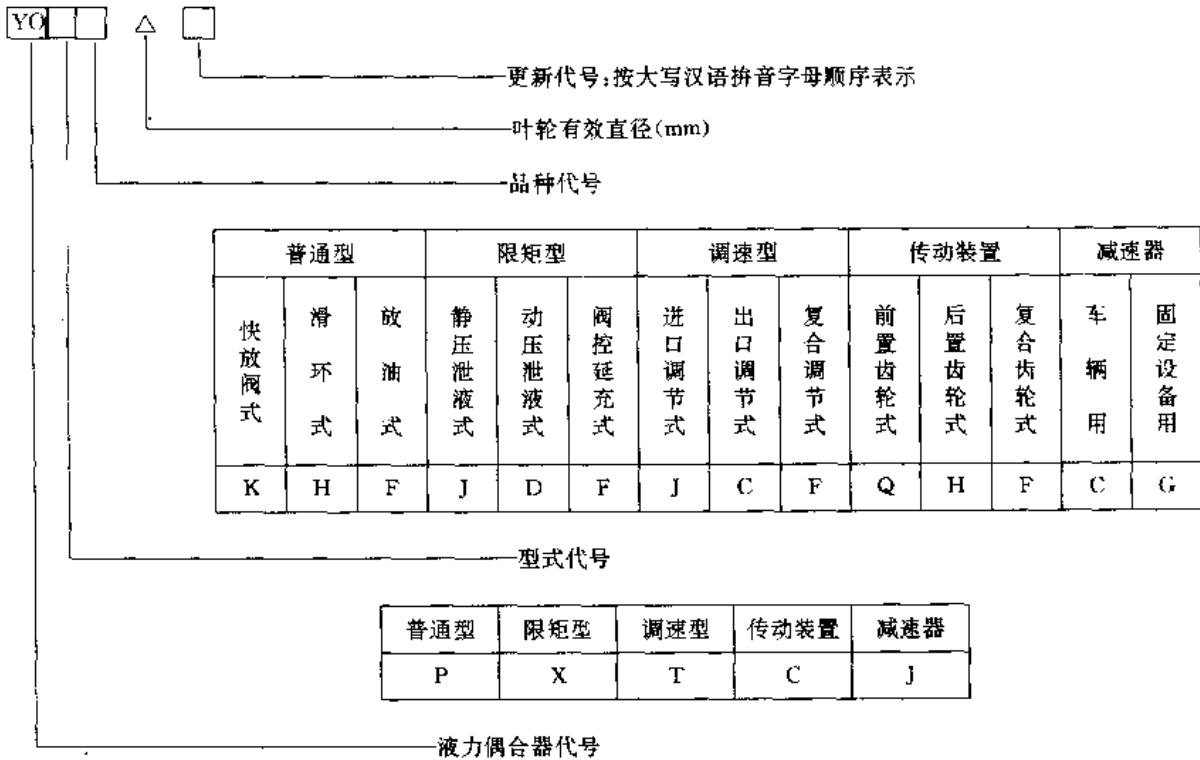 YO
更新代号;按大写汉语拚音字母顺序表示
叶轮有效直径(mm)
品种代号
普通型 限矩型 调速型 传动装置 减速器
快放阀式 滑环式 放油式 静压泄液式 动压泄液式 阀控延充式 进口调节式 出口调节式 复合调节式 前置齿轮式 后置齿轮式 复合齿轮式 车辆用 固定设备用
K H F J D F J C F Q H F C G
型式代号
普通型 限矩型 调速型 传动装置 减速器
P X T C J
液力偶合器代号